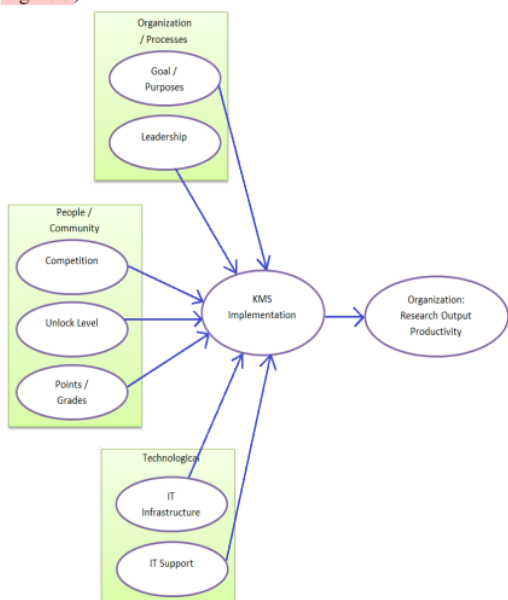 Organization
/ Processes
Goal /
Purposes
Leadership
People /
Community
Competition
Unlock Level
Points /
Grades
KMS
Implementation
Organization:
Research Output
Productivity
Technological
IT
Infrastructure
IT Support